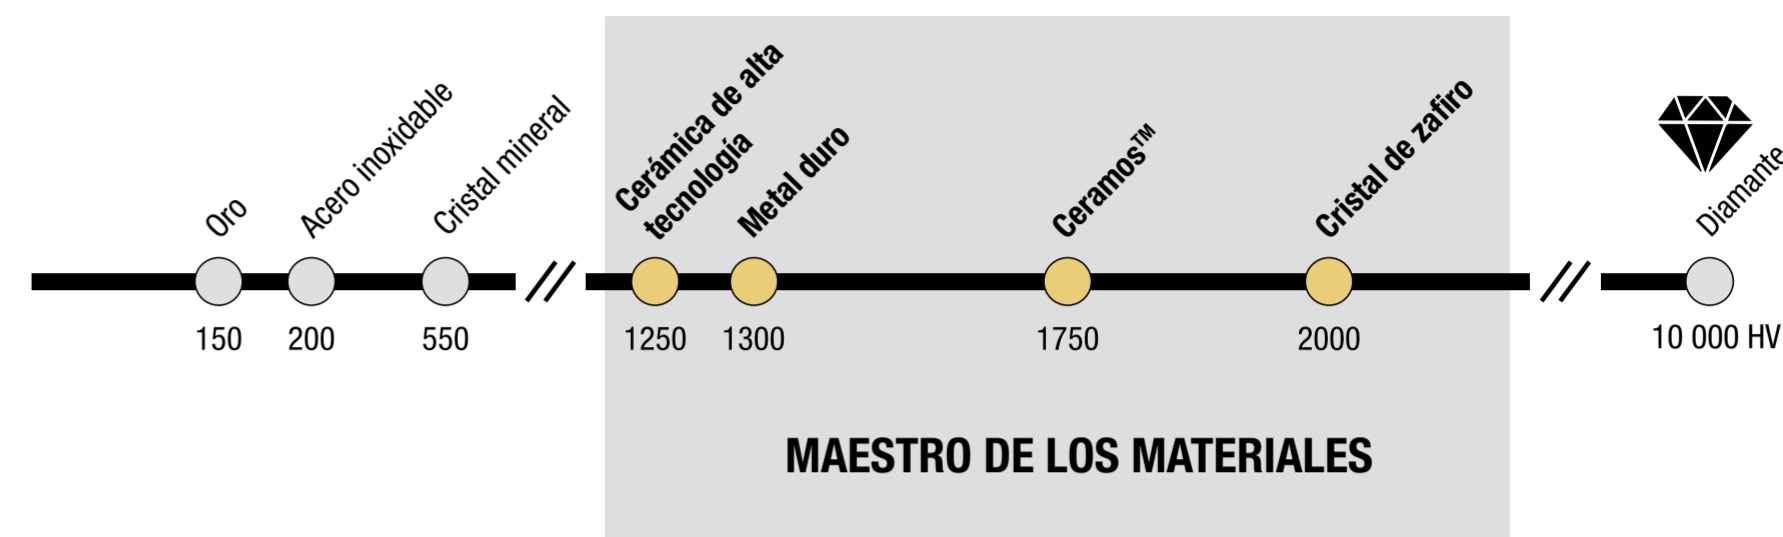 Oro
Acero inoxidable
Cristal mineral
Cerámica de alta
tecnología
Metal duro
Ceramos™
Cristal de zafiro
Diamante
150
200
550
1250
1300
1750
2000
10 000 HV
MAESTRO DE LOS MATERIALES